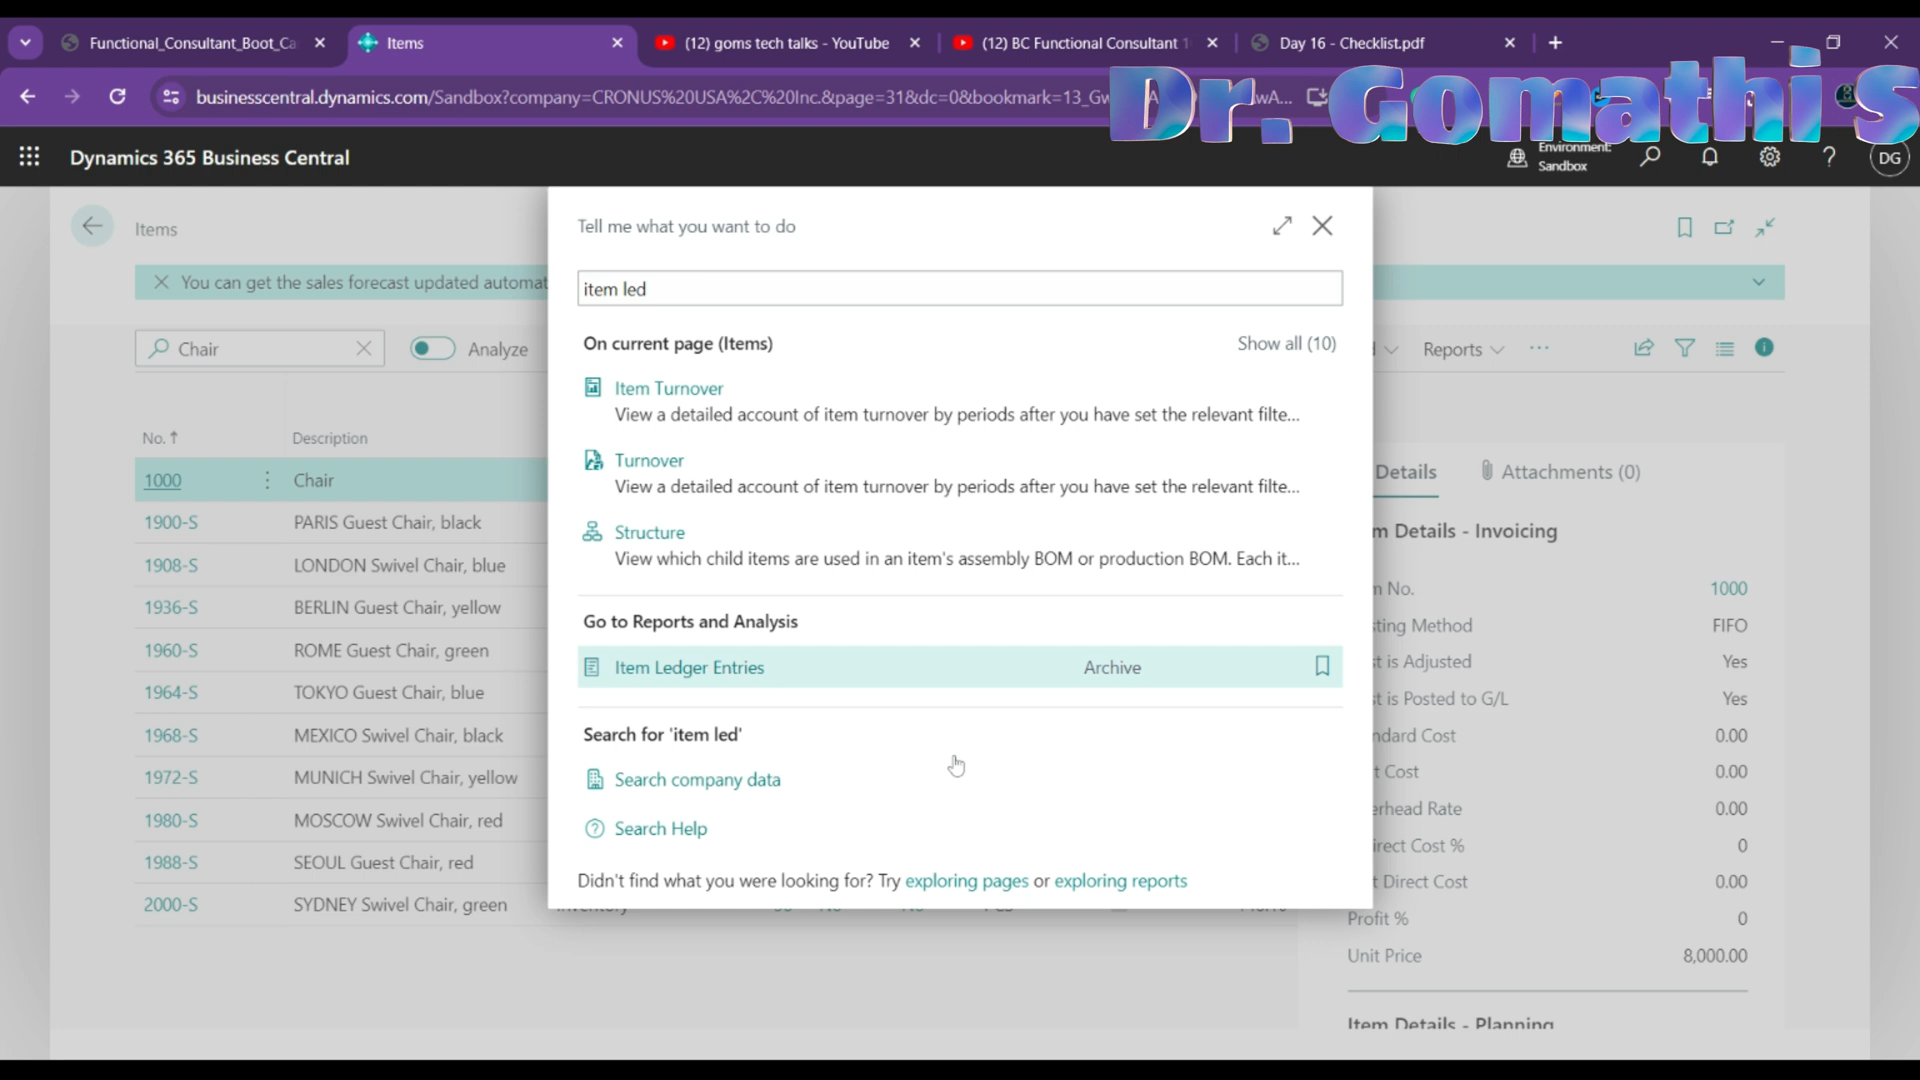 Functional_Consultant_Boot_Ca
Items
(12) goms tech talks - YouTube
(12) BC Functional Consultant 1
Day 16 - Checklist.pdf
businesscentral.dynamics.com/Sandbox?company=CRONUS%20USA%2C%20Inc.&page=31&dc=0&bookmark=13_Gw
Dr. Gomathi S
Dynamics 365 Business Central
Environment:
Sandbox
DG
Items
Tell me what you want to do
You can get the sales forecast updated automat
item led
Chair
Analyze
Reports
On current page (Items)
Show all (10)
Item Turnover
View a detailed account of item turnover by periods after you have set the relevant filte...
Turnover
View a detailed account of item turnover by periods after you have set the relevant filte...
Structure
View which child items are used in an item's assembly BOM or production BOM. Each it...
Go to Reports and Analysis
Item Ledger Entries Archive
Search for 'item led'
Search company data
Search Help
Didn't find what you were looking for? Try exploring pages or exploring reports
No. Description
1000 Chair
1900-S PARIS Guest Chair, black
1908-S LONDON Swivel Chair, blue
1936-S BERLIN Guest Chair, yellow
1960-S ROME Guest Chair, green
1964-S TOKYO Guest Chair, blue
1968-S MEXICO Swivel Chair, black
1972-S MUNICH Swivel Chair, yellow
1980-S MOSCOW Swivel Chair, red
1988-S SEOUL Guest Chair, red
2000-S SYDNEY Swivel Chair, green
Details Attachments (0)
m Details - Invoicing
n No. 1000
sting Method FIFO
st is Adjusted Yes
st is Posted to G/L Yes
ndard Cost 0.00
t Cost 0.00
erhead Rate 0.00
direct Cost % 0
t Direct Cost 0.00
Profit % 0
Unit Price 8,000.00
Item Details - Planning